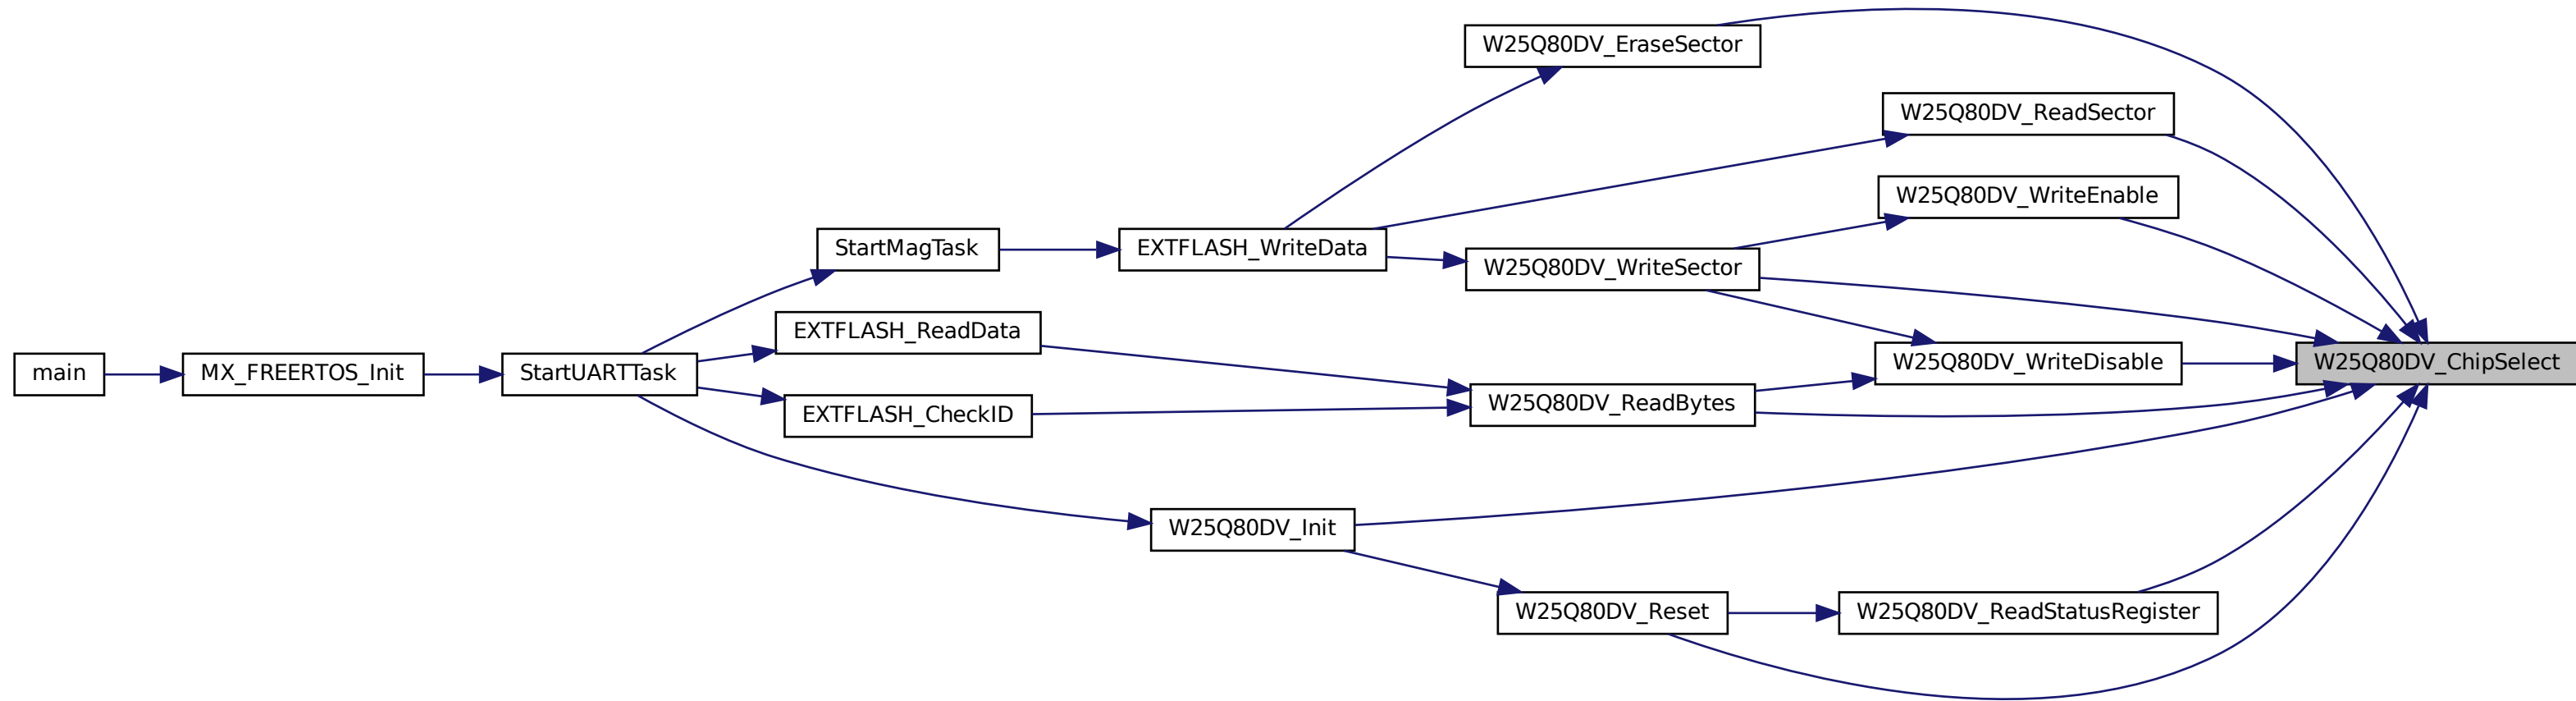 W25Q80DV_EraseSector
W25Q80DV_ReadSector
W25Q80DV_WriteEnable
StartMagTask
EXTFLASH_WriteData
W25Q80DV_WriteSector
EXTFLASH_ReadData
main
MX_FREERTOS_Init
StartUARTTask
W25Q80DV_WriteDisable
W25Q80DV_ChipSelect
EXTFLASH_CheckID
W25Q80DV_ReadBytes
W25Q80DV_Init
W25Q80DV_Reset
W25Q80DV_ReadStatusRegister